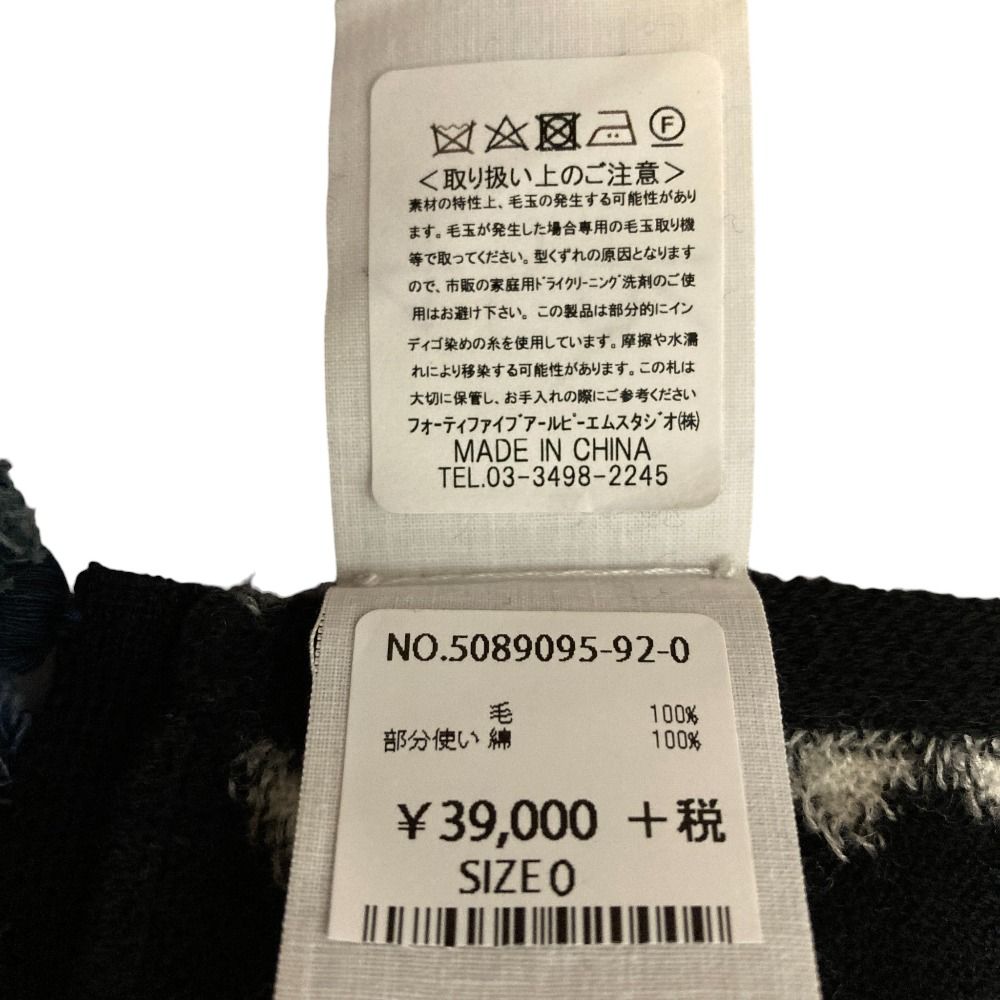 F
＜取り扱い上のご注意＞
素材の特性上、毛玉の発生する可能性があり
ます。毛玉が発生した場合専用の毛玉取り機
等で取ってください。型くずれの原因となります
ので、市販の家庭用ドライクリーニング洗剤のご使
用はお避け下さい。この製品は部分的にイン
ディゴ染めの糸を使用しています。摩擦や水濡
れにより移染する可能性があります。この札は
大切に保管し、お手入れの際にご参考ください
フォーティファイブアールピーエムスタジオ(株)
MADE IN CHINA
TEL.03-3498-2245
NO.5089095-92-0
毛 100%
部分使い 綿 100%
¥39,000 +税
SIZE 0